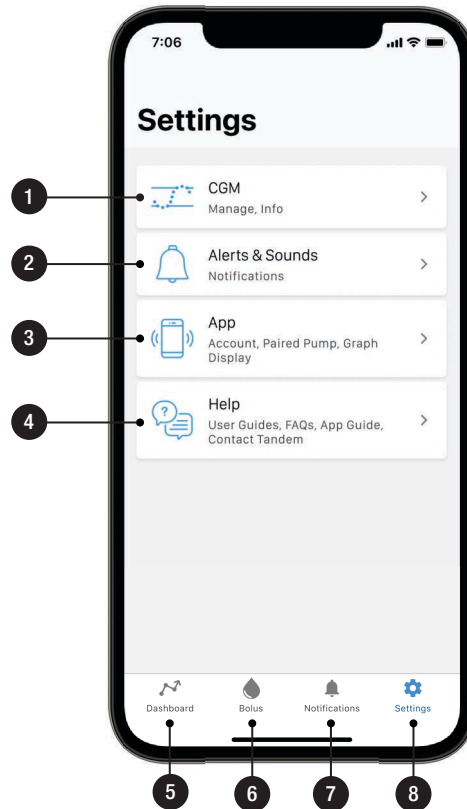 7:06
Settings
1
CGM
Manage, Info
2
Alerts & Sounds
Notifications
3
App
Account, Paired Pump, Graph
Display
4
?
Help
User Guides, FAQs, App Guide,
Contact Tandem
Dashboard
Bolus
Notifications
Settings
5
6
7
8